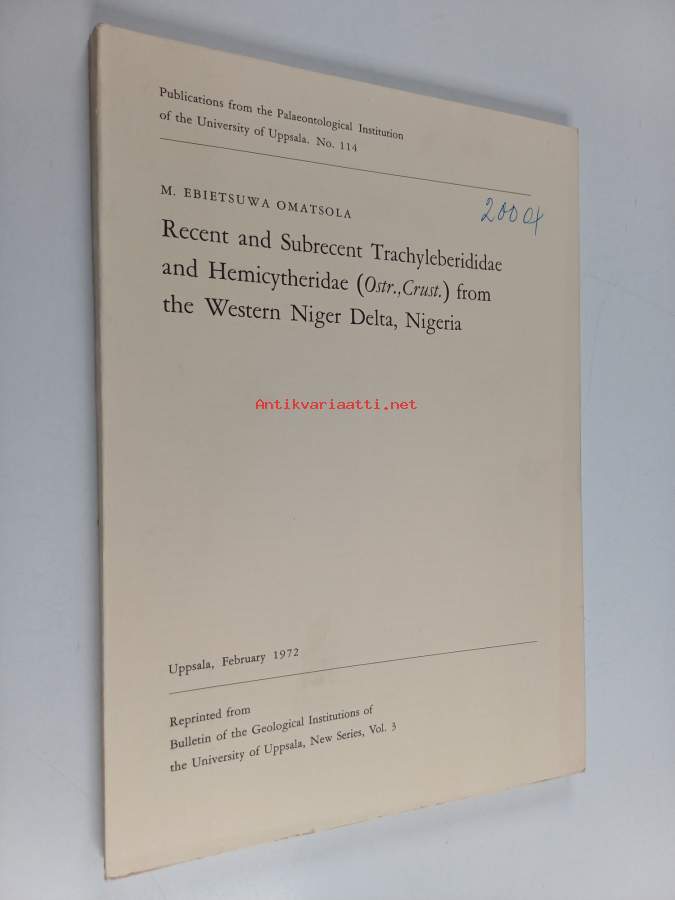 Publications from the Palaeontological Institution
of the University of Uppsala. No. 114
M. EBIETSUWA OMATSOLA
Recent and Subrecent Trachyleberididae
and Hemicytheridae (Ostr., Crust.) from
the Western Niger Delta, Nigeria
Antikvariaatti.net
Uppsala, February 1972
Reprinted from
Bulletin of the Geological Institutions of
the University of Uppsala, New Series, Vol. 3